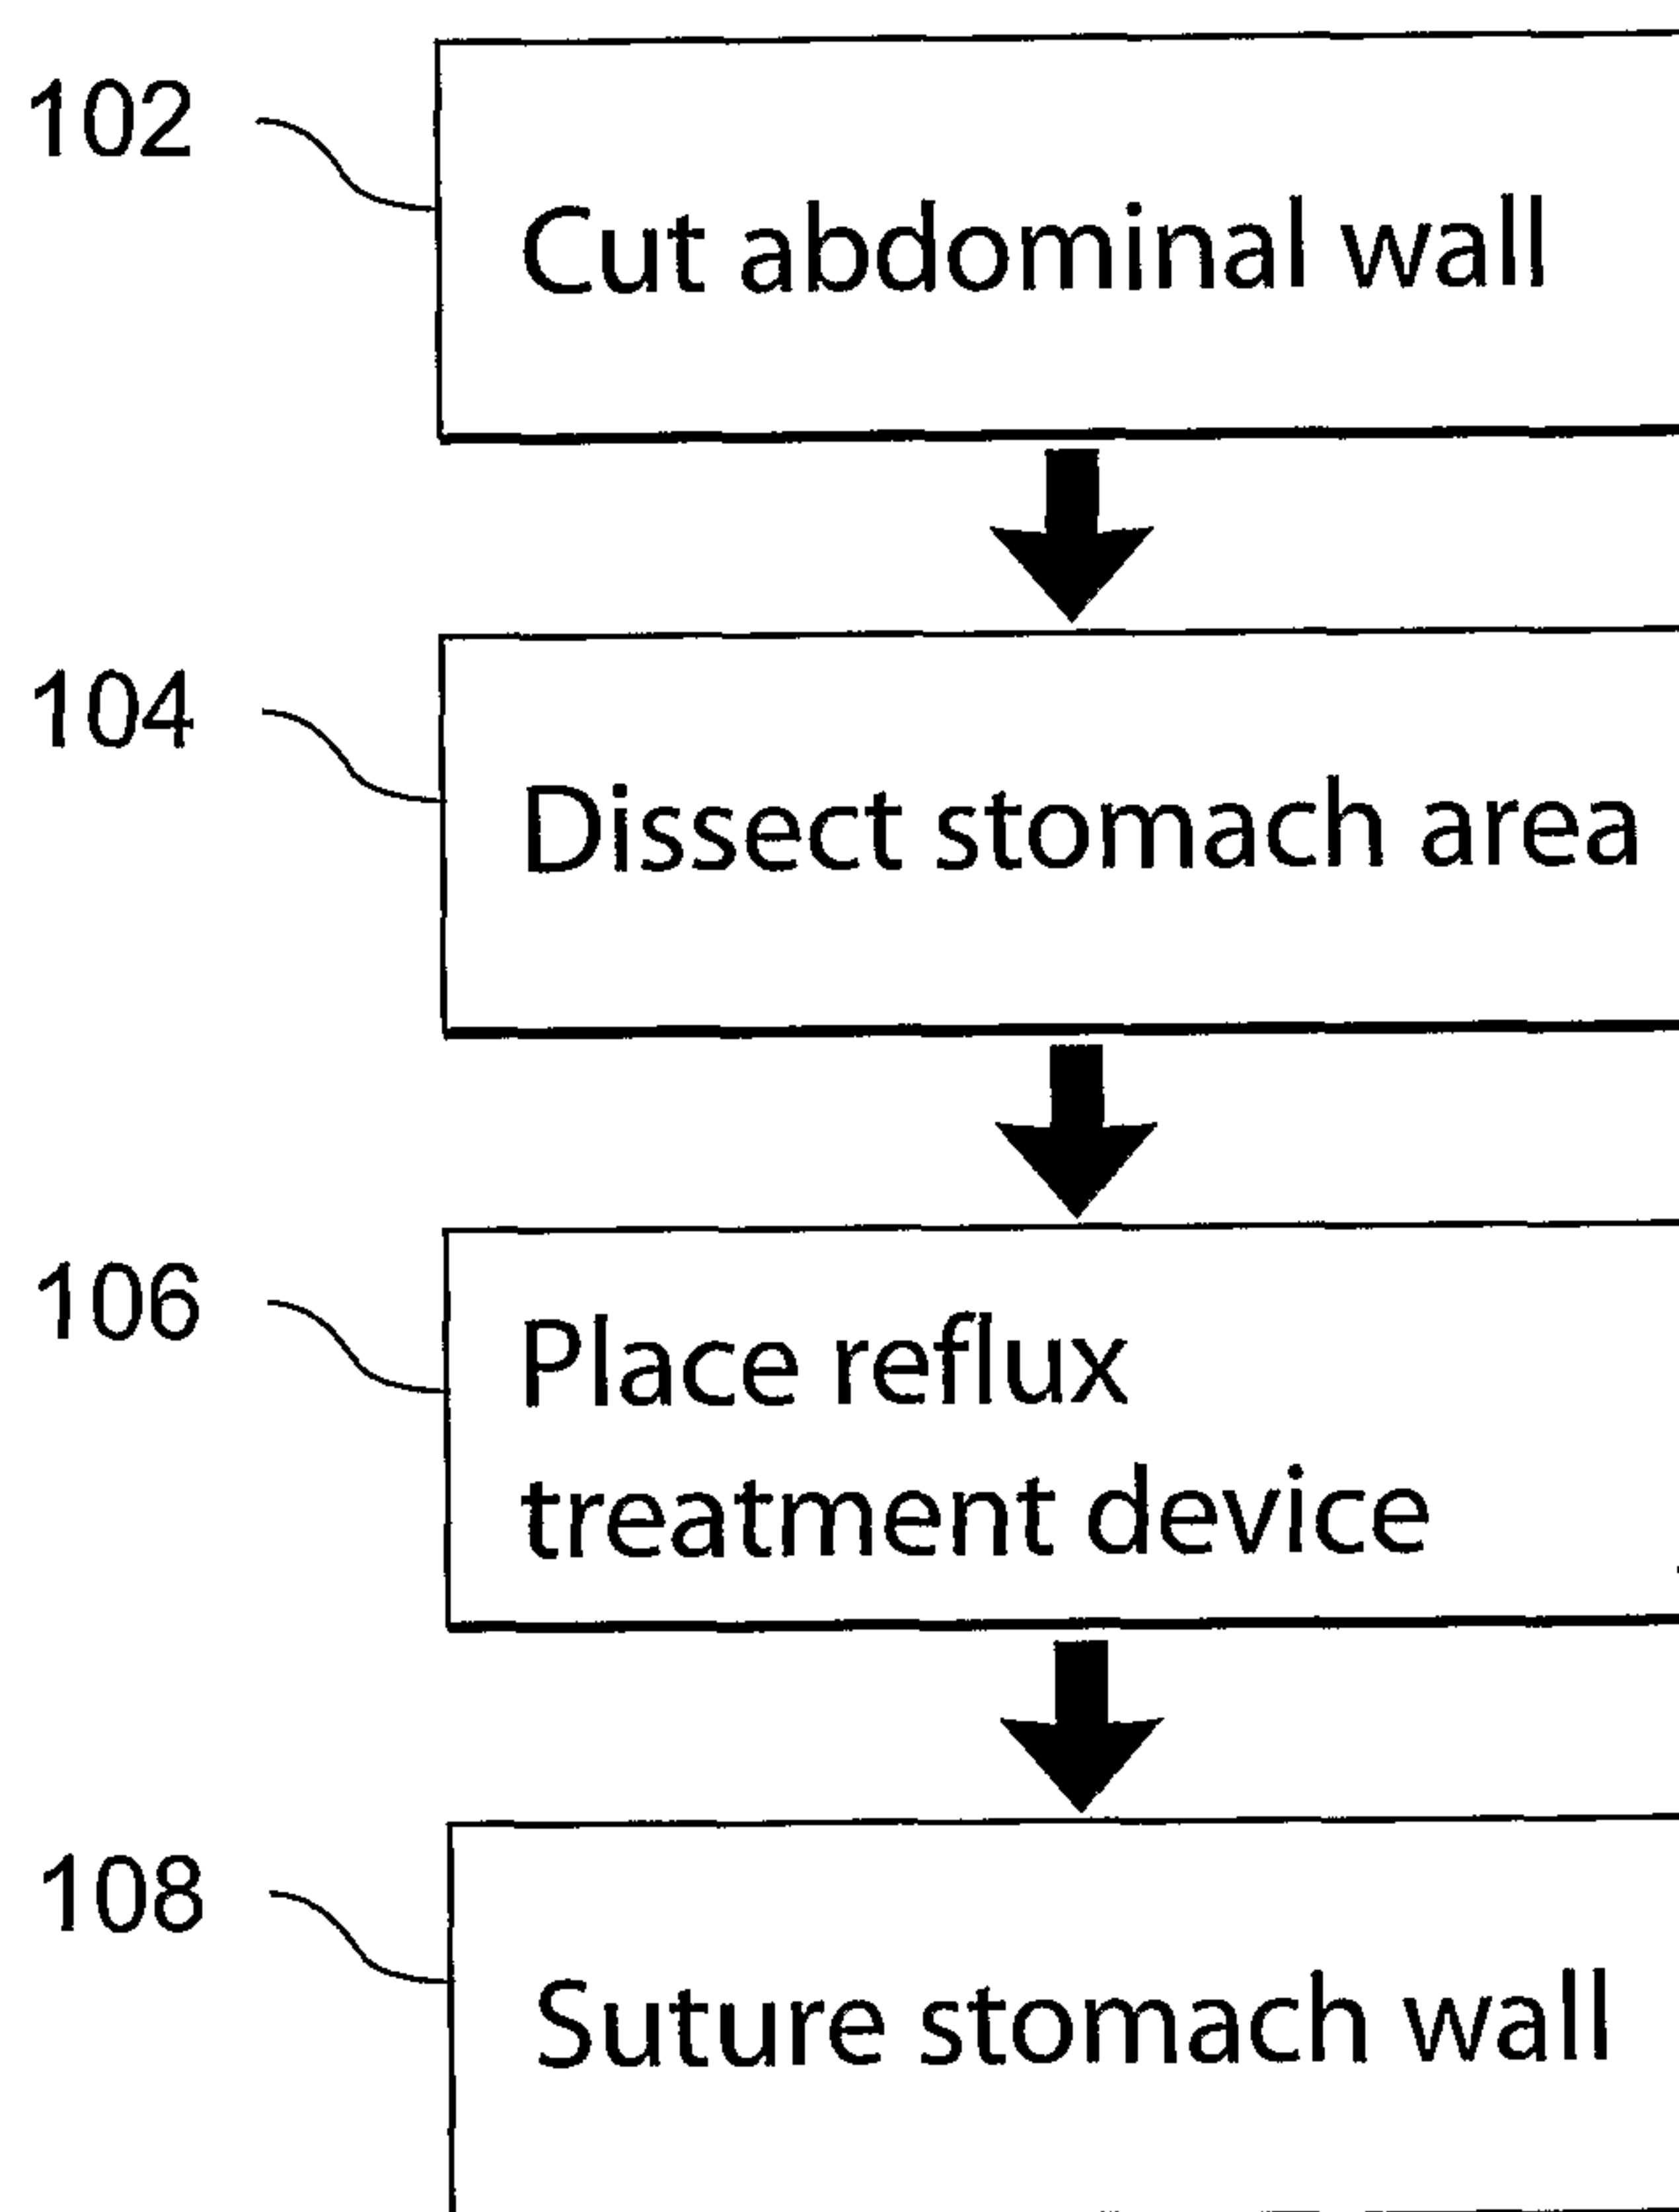 102
Cut abdominal wall
104
Dissect stomach area
106
Place reflux
treatment device
108
Suture stomach wall